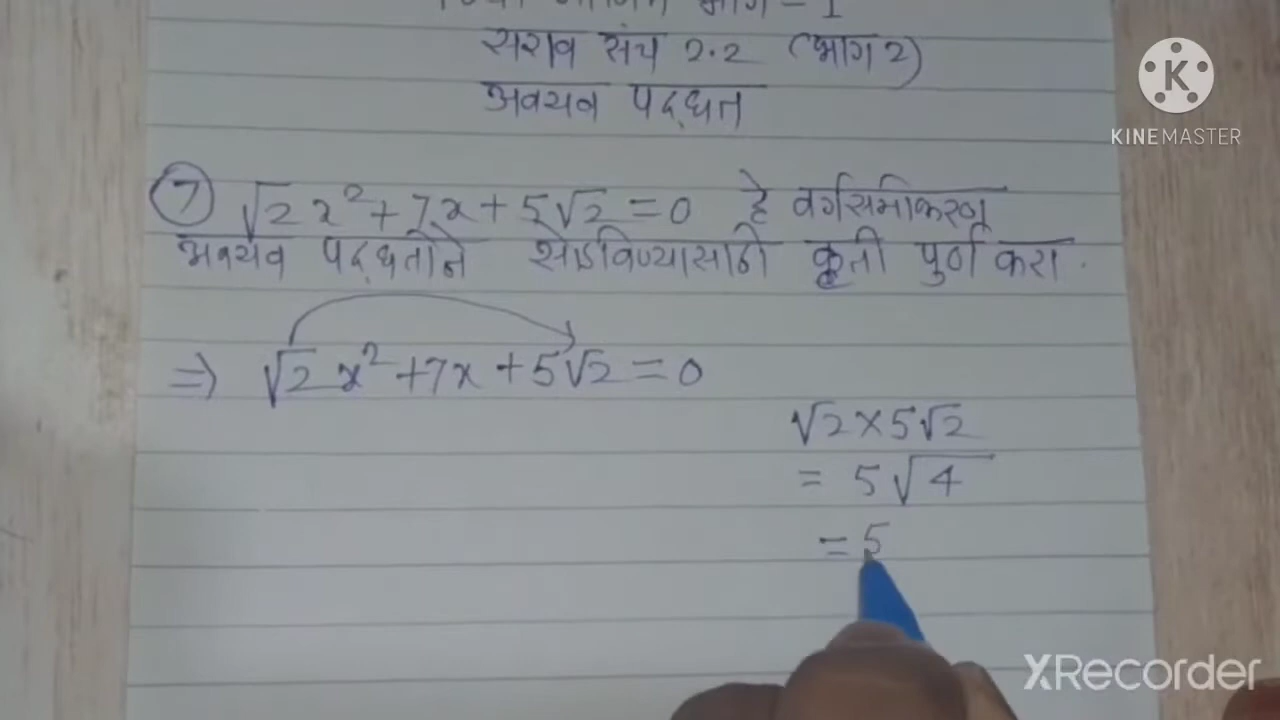 भाग - 1
सराव संच 2.2 (भाग 2)
अवयव पद्धत
K
KINEMASTER
7 √2 x² + 7x + 5√2 = 0 हे वर्गसमीकरण
अवयव पद्धतीने सोडविण्यासाठी कृती पुर्ण करा.
⇒ √2 x² + 7x + 5√2 = 0
√2 × 5√2
= 5√4
= 5
XRecorder